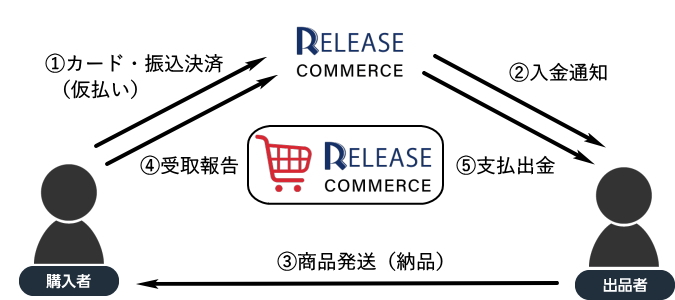 RELEASE
COMMERCE
①カード・振込決済
（仮払い）
②入金通知
④受取報告
RELEASE
COMMERCE
⑤支払出金
③商品発送（納品）
購入者
出品者